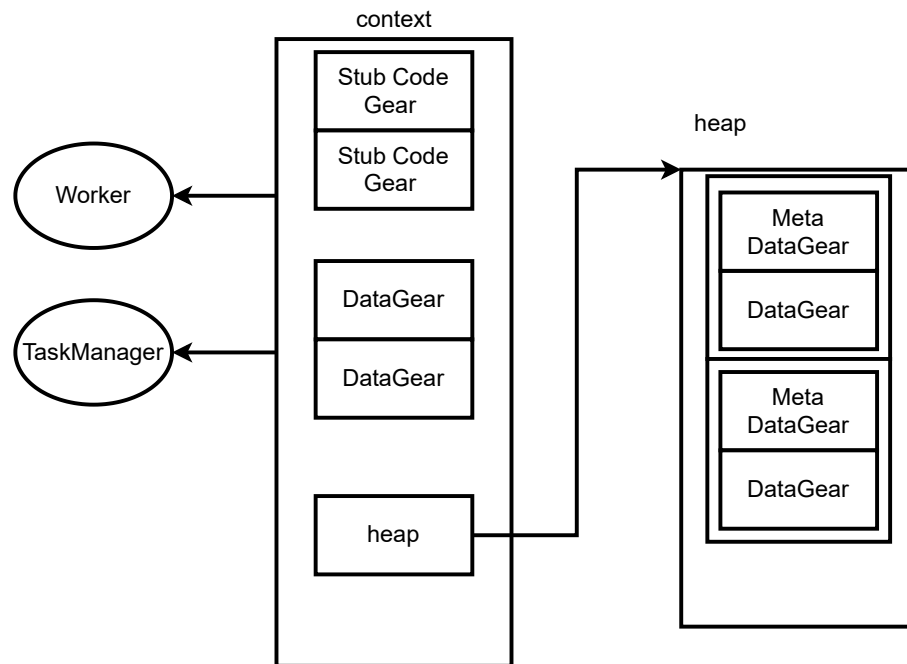 context
Stub Code
Gear
Stub Code
Gear
Worker
DataGear
TaskManager
DataGear
heap
heap
Meta
DataGear
DataGear
Meta
DataGear
DataGear